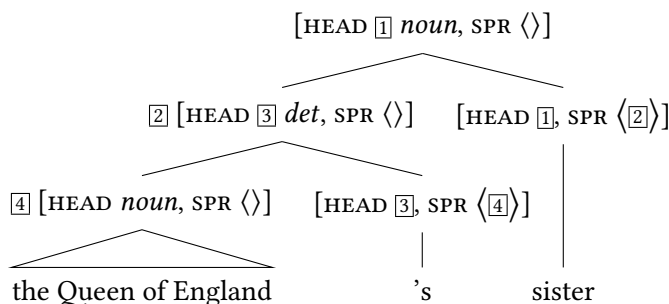 [HEAD 1 noun, SPR ⟨⟩]
2 [HEAD 3 det, SPR ⟨⟩] [HEAD 1, SPR ⟨2⟩]
4 [HEAD noun, SPR ⟨⟩] [HEAD 3, SPR ⟨4⟩]
the Queen of England 's sister